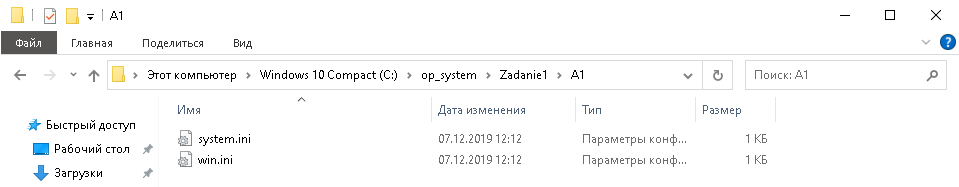 A1
Файл Главная Поделиться Вид
Этот компьютер Windows 10 Compact (C:) op_system Zadanie1 A1 Поиск: A1
Имя Дата изменения Тип Размер
Быстрый доступ
system.ini 07.12.2019 12:12 Параметры конф... 1 КБ
Рабочий стол
win.ini 07.12.2019 12:12 Параметры конф... 1 КБ
Загрузки